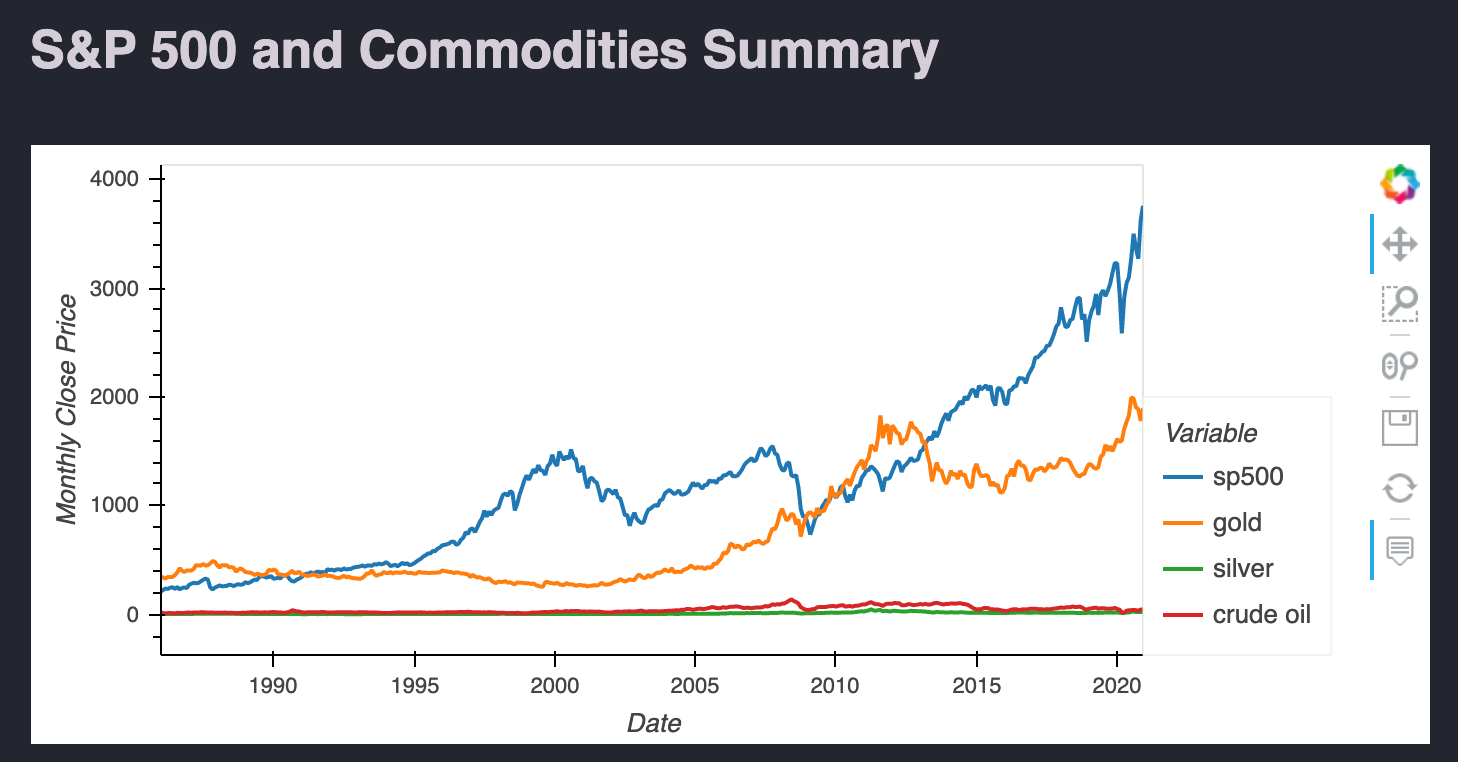 S&P 500 and Commodities Summary
4000
3000
2000
1000
0
Monthly Close Price
1990 1995 2000 2005 2010 2015 2020
Date
Variable
sp500
gold
silver
crude oil